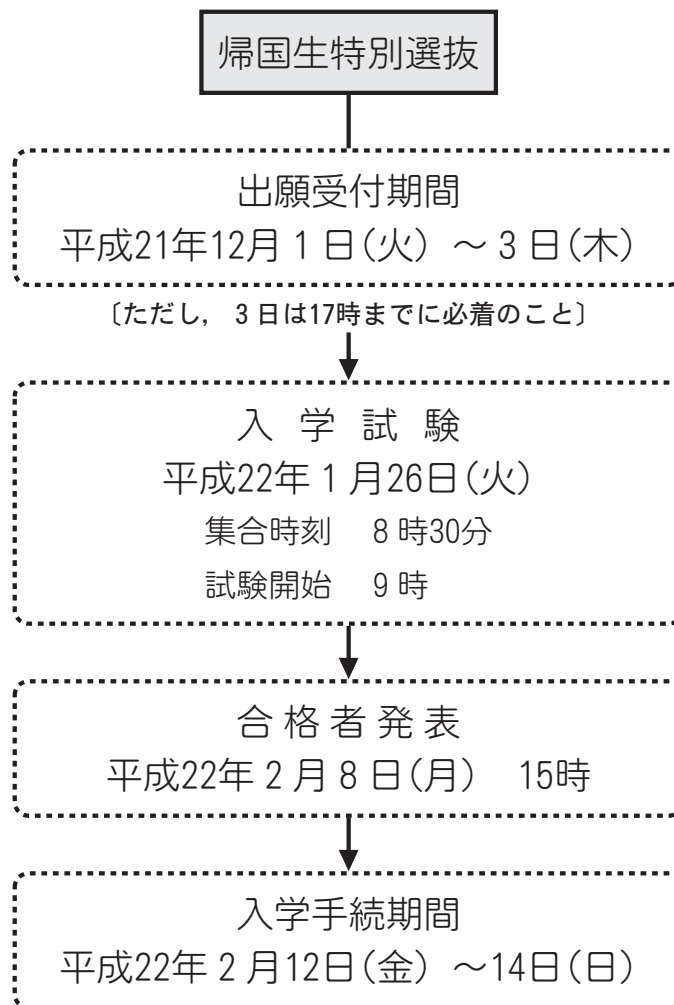 帰国生特別選抜
出願受付期間
平成21年12月1日(火) ～3日(木)
〔ただし, 3日は17時までに必着のこと〕
入学試験
平成22年1月26日(火)
集合時刻 8時30分
試験開始 9時
合格者発表
平成22年2月8日(月) 15時
入学手続期間
平成22年2月12日(金) ～14日(日)